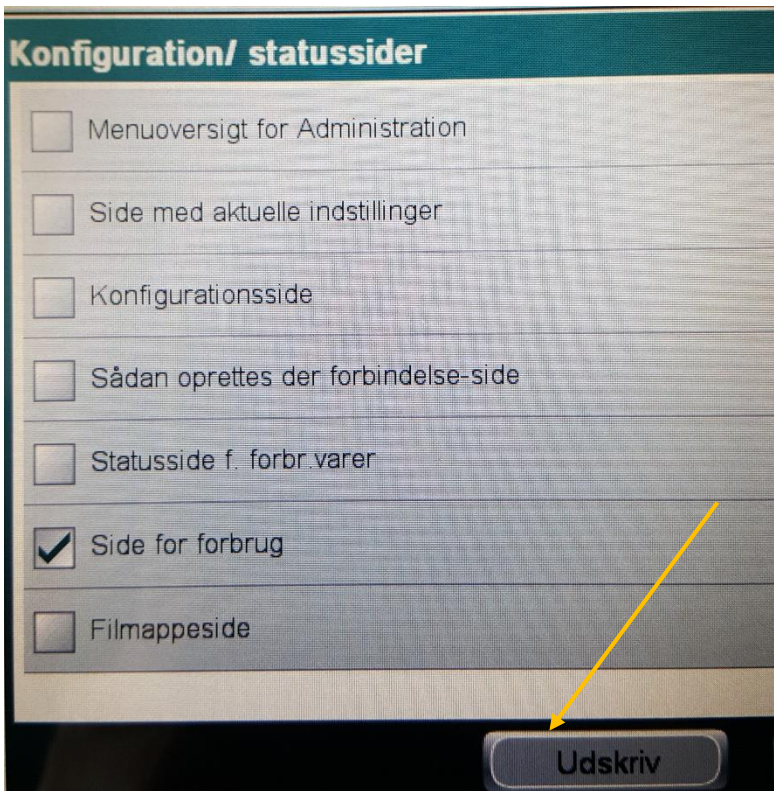 Konfiguration/ statussider
Menuoversigt for Administration
Side med aktuelle indstillinger
Konfigurationsside
Sådan oprettes der forbindelse-side
Statusside f. forbr.varer
Side for forbrug
Filmappeside
Udskriv